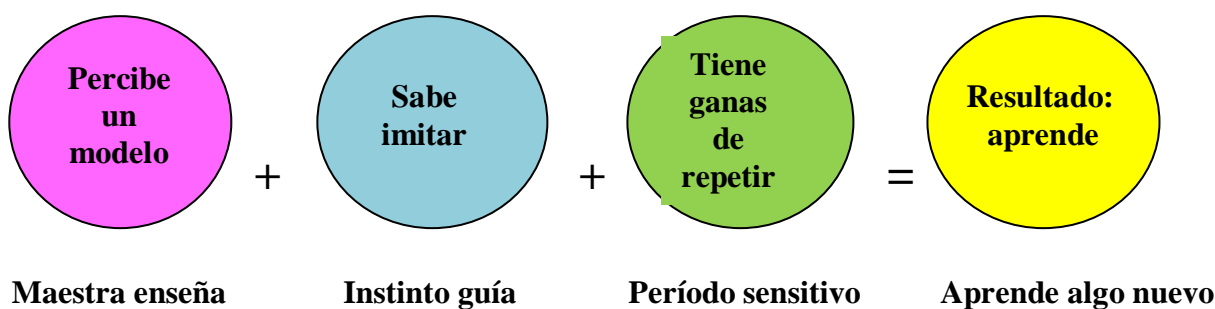 Percibe
un
modelo
+
Sabe
imitar
+
Tiene
ganas
de
repetir
=
Resultado:
aprende
Maestra enseña
Instinto guía
Período sensitivo
Aprende algo nuevo